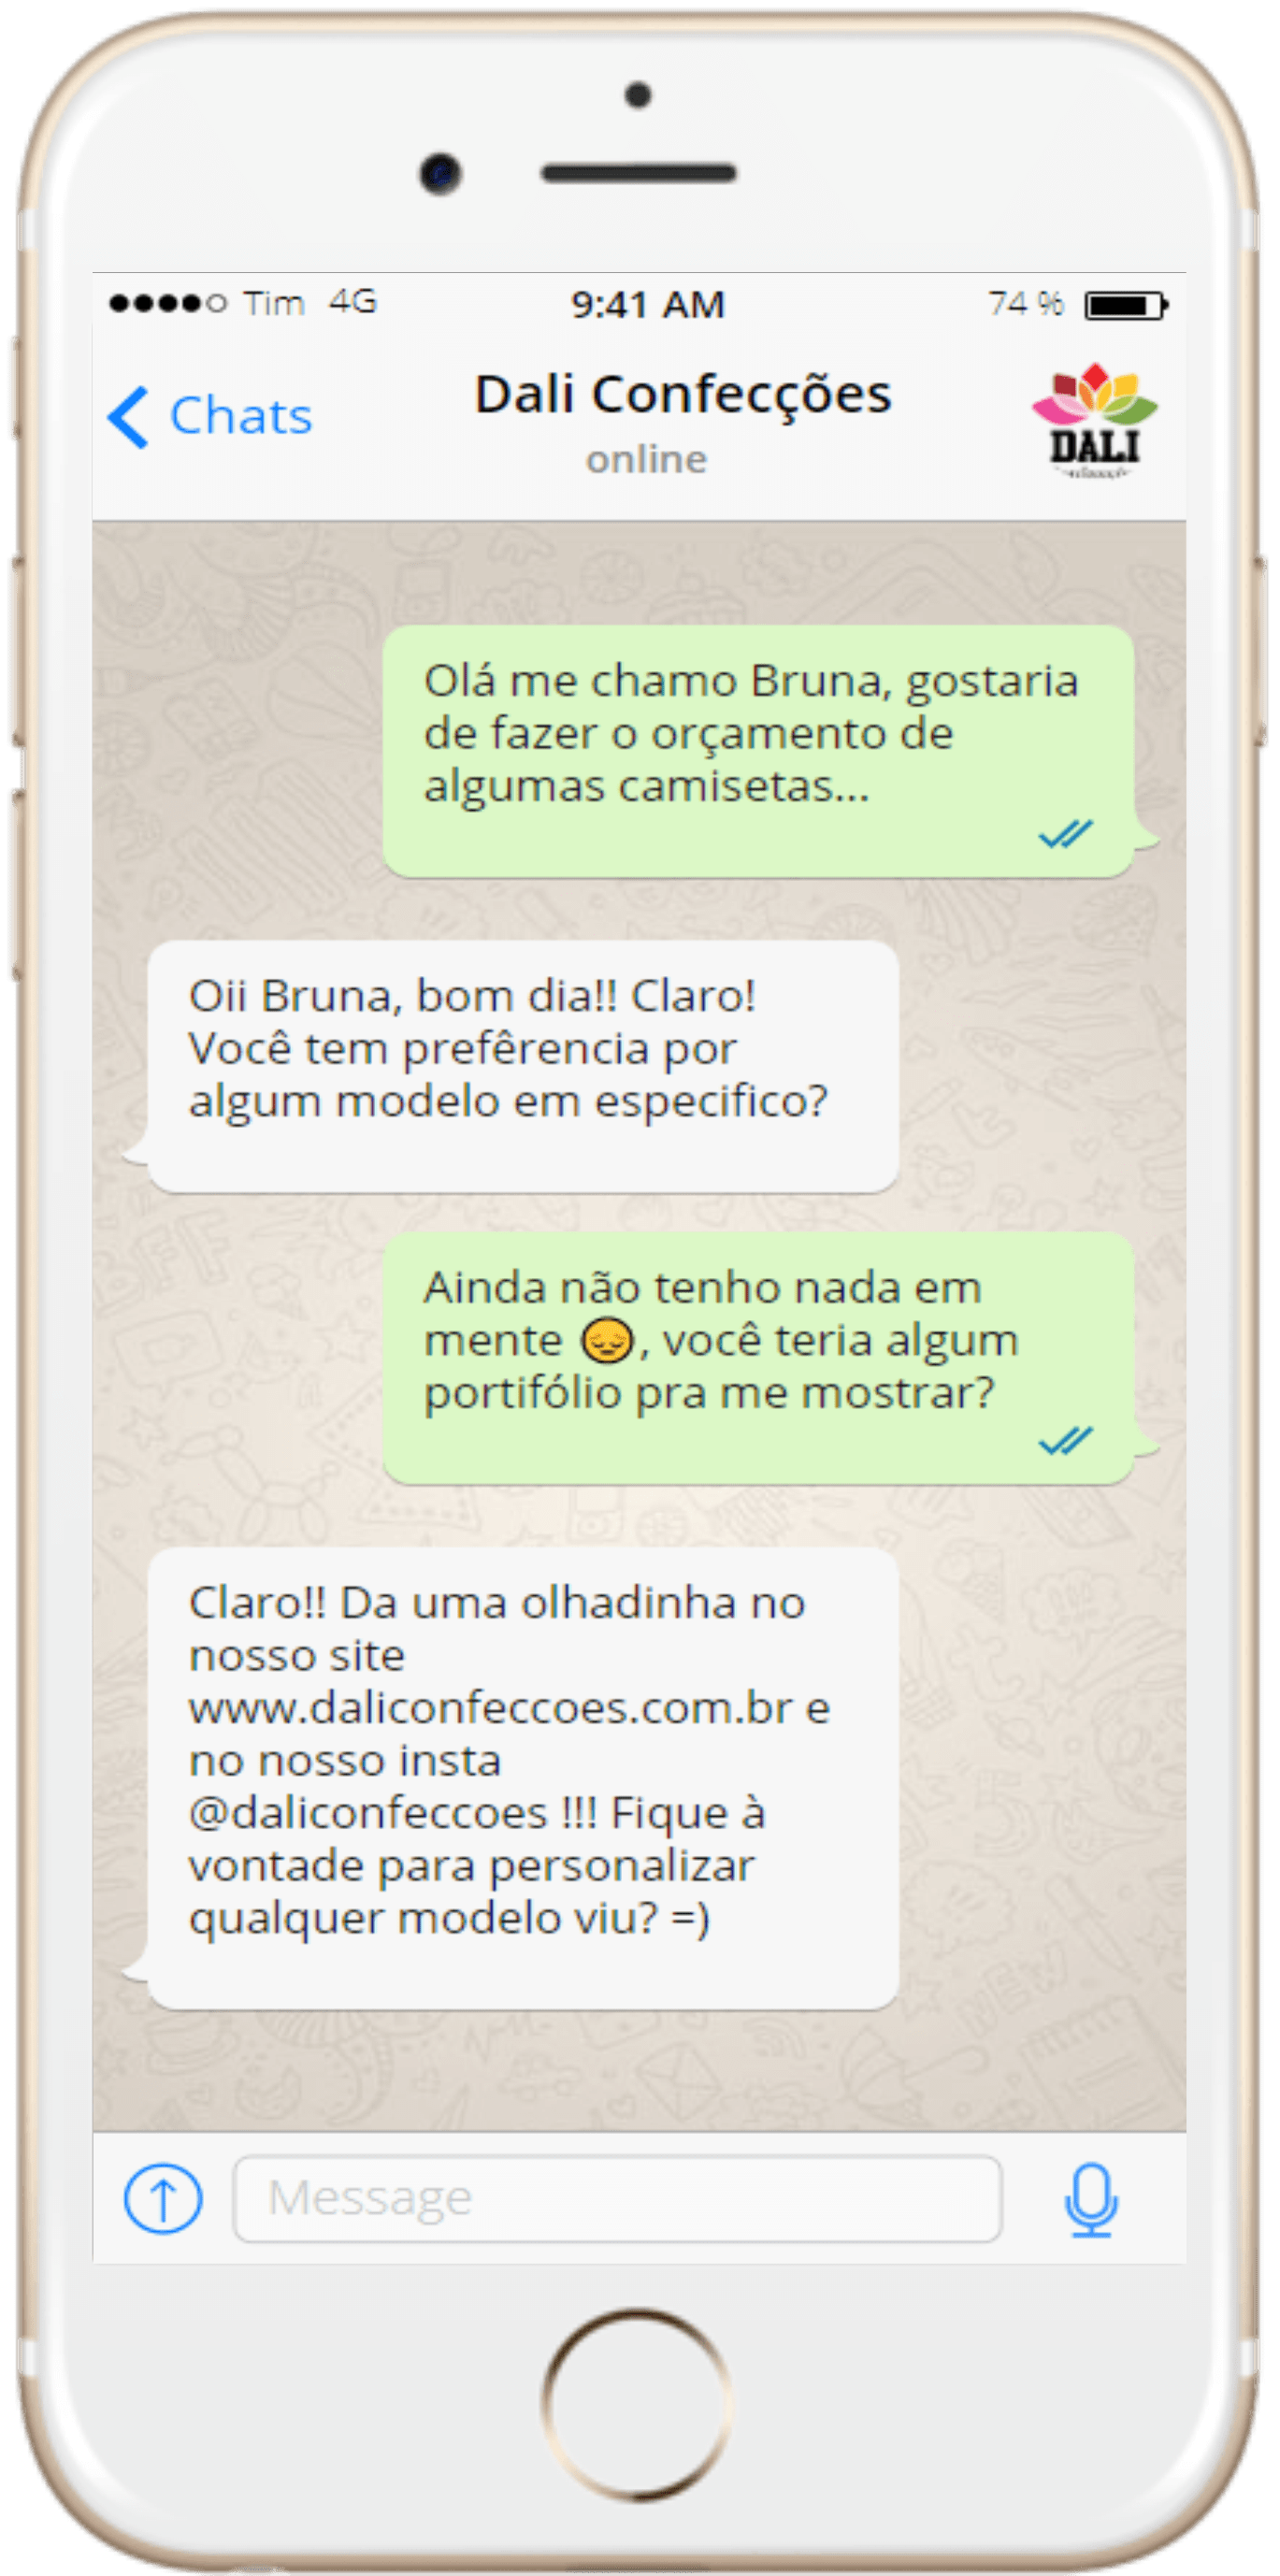 Tim 4G 9:41 AM 74 %
Chats Dali Confecções
online
DALI
Olá me chamo Bruna, gostaria
de fazer o orçamento de
algumas camisetas...
Oii Bruna, bom dia!! Claro!
Você tem prefêrencia por
algum modelo em especifico?
Ainda não tenho nada em
mente 😔, você teria algum
portifólio pra me mostrar?
Claro!! Da uma olhadinha no
nosso site
www.daliconfeccoes.com.br e
no nosso insta
@daliconfeccoes !!! Fique à
vontade para personalizar
qualquer modelo viu? =)
Message